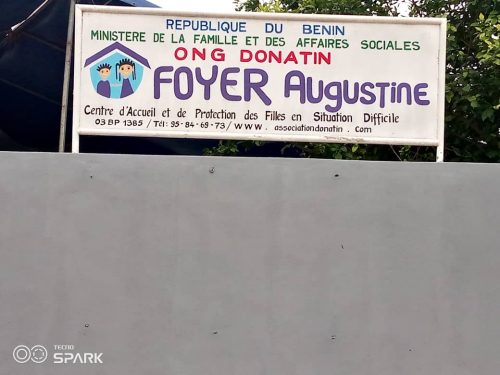 REPUBLIQUE DU BENIN
MINISTERE DE LA FAMILLE ET DES AFFAIRES SOCIALES
ONG DONATIN
FOYER AUGUSTINE
Centre d'Accueil et de Protection des Filles en Situation Difficile
03 BP 1385 / Tél: 95-84-69-73 / www.associationdonatin.com
TECNO
SPARK